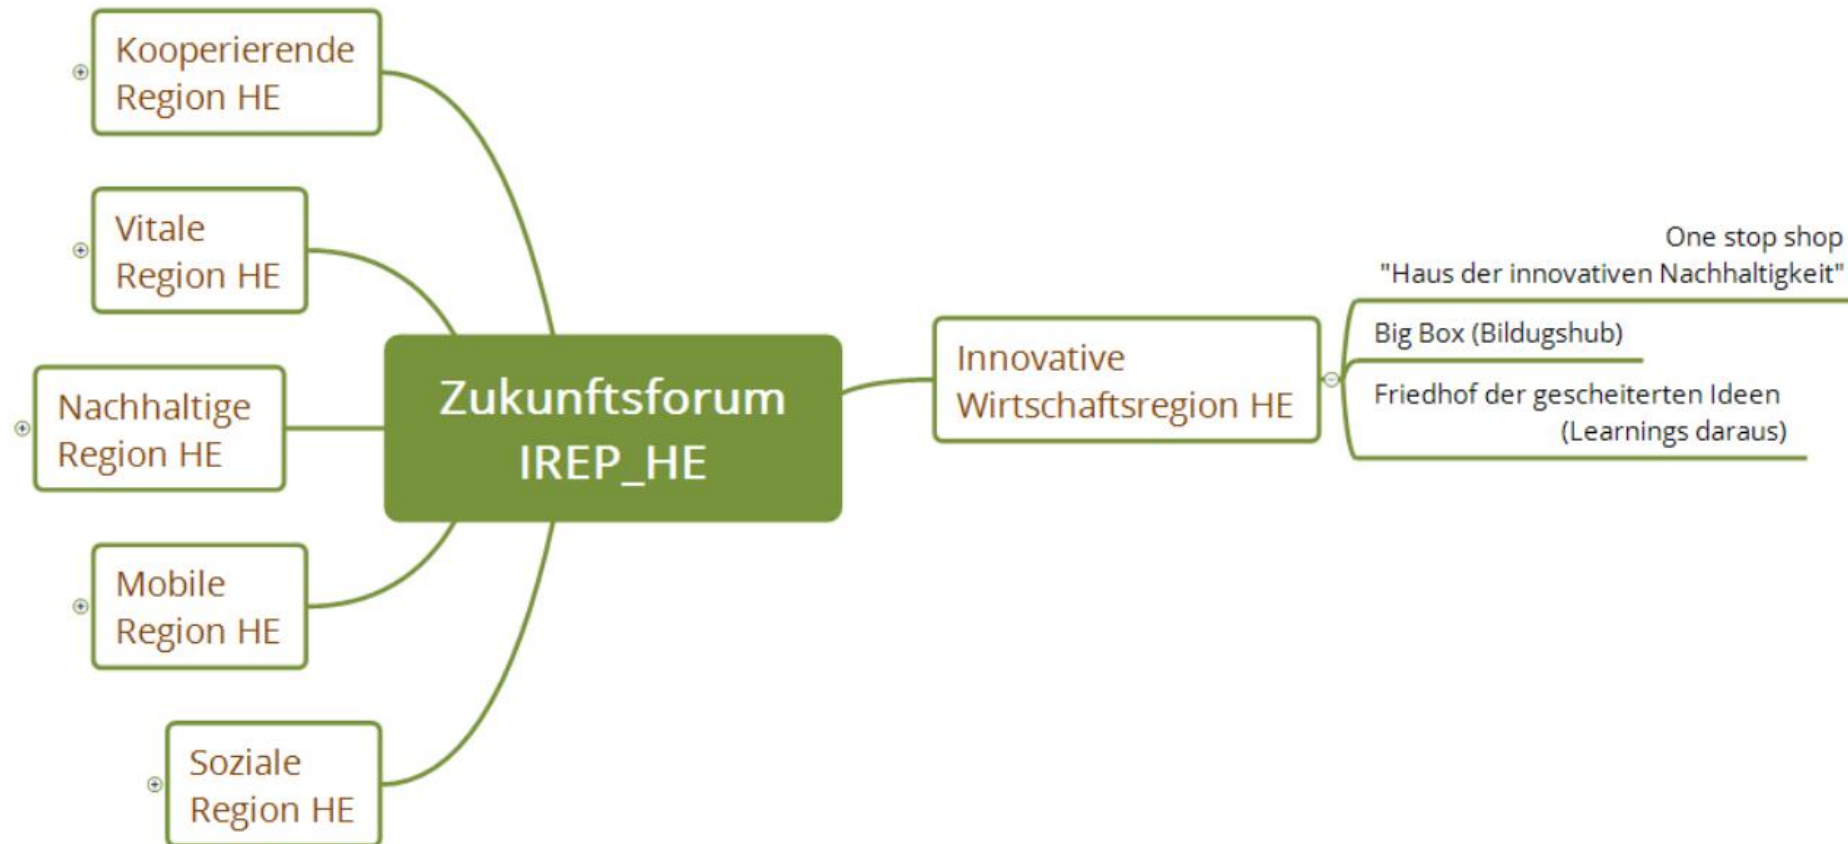 Kooperierende
Region HE
Vitale
Region HE
Nachhaltige
Region HE
Mobile
Region HE
Soziale
Region HE
Zukunftsforum
IREP_HE
Innovative
Wirtschaftsregion HE
One stop shop
"Haus der innovativen Nachhaltigkeit"
Big Box (Bildugshub)
Friedhof der gescheiterten Ideen
(Learnings daraus)